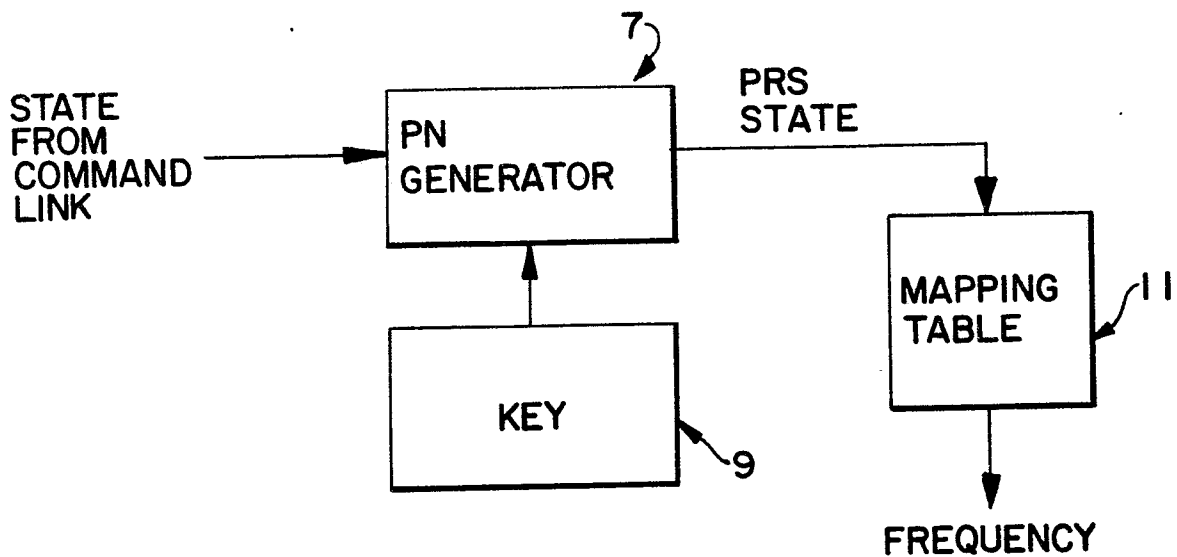 7
STATE
FROM
COMMAND
LINK
PN
GENERATOR
PRS
STATE
MAPPING
TABLE
11
KEY
9
FREQUENCY